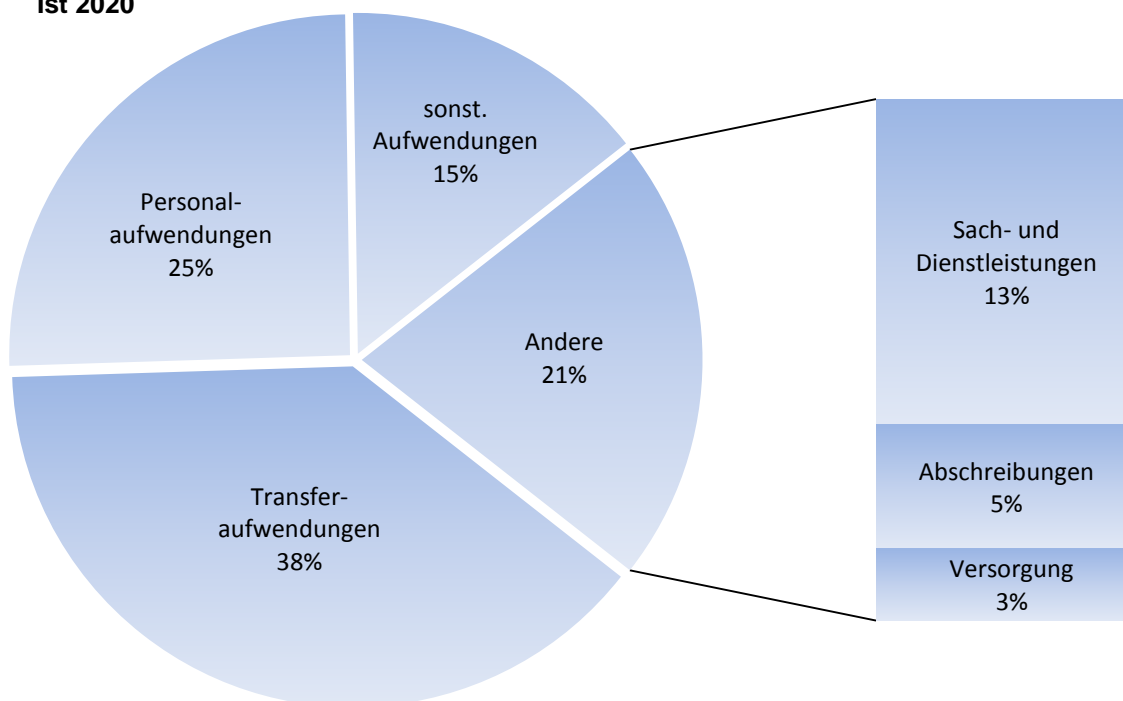 Ist 2020
sonst.
Aufwendungen
15%
Personal-
aufwendungen
25%
Andere
21%
Transfer-
aufwendungen
38%
Sach- und
Dienstleistungen
13%
Abschreibungen
5%
Versorgung
3%